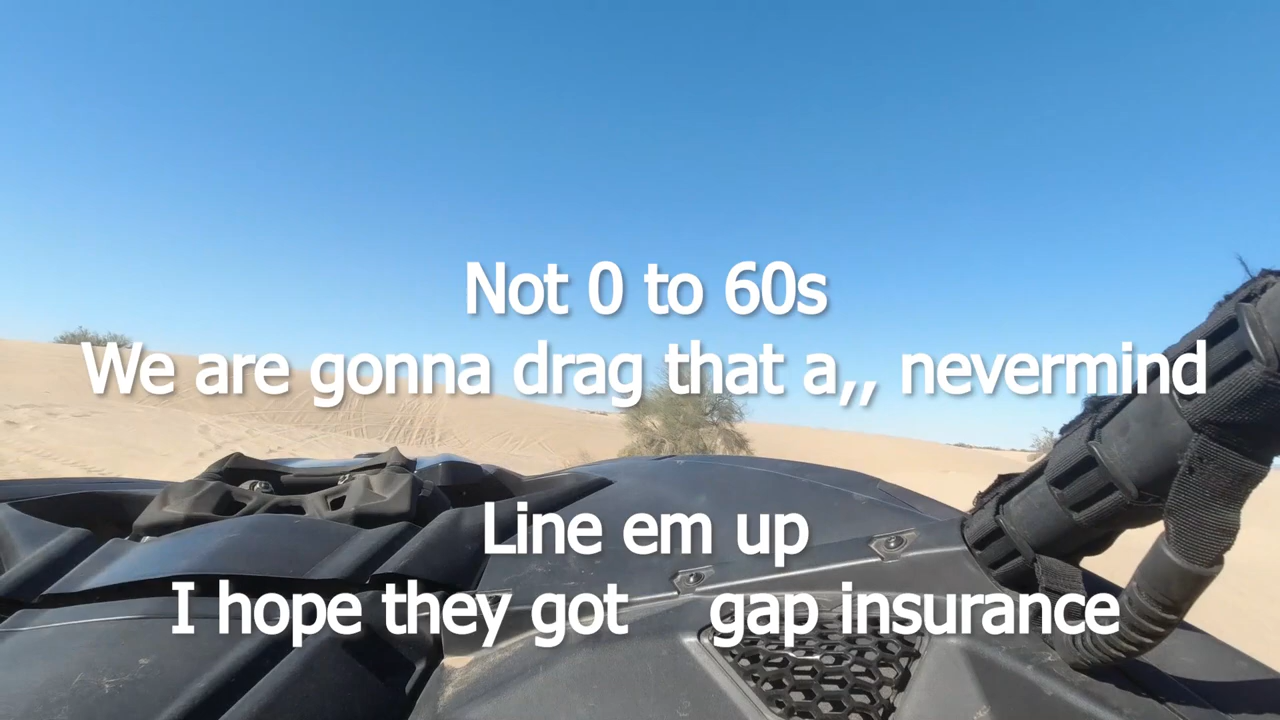 Not 0 to 60s
We are gonna drag that a,, nevermind
Line em up
I hope they got gap insurance